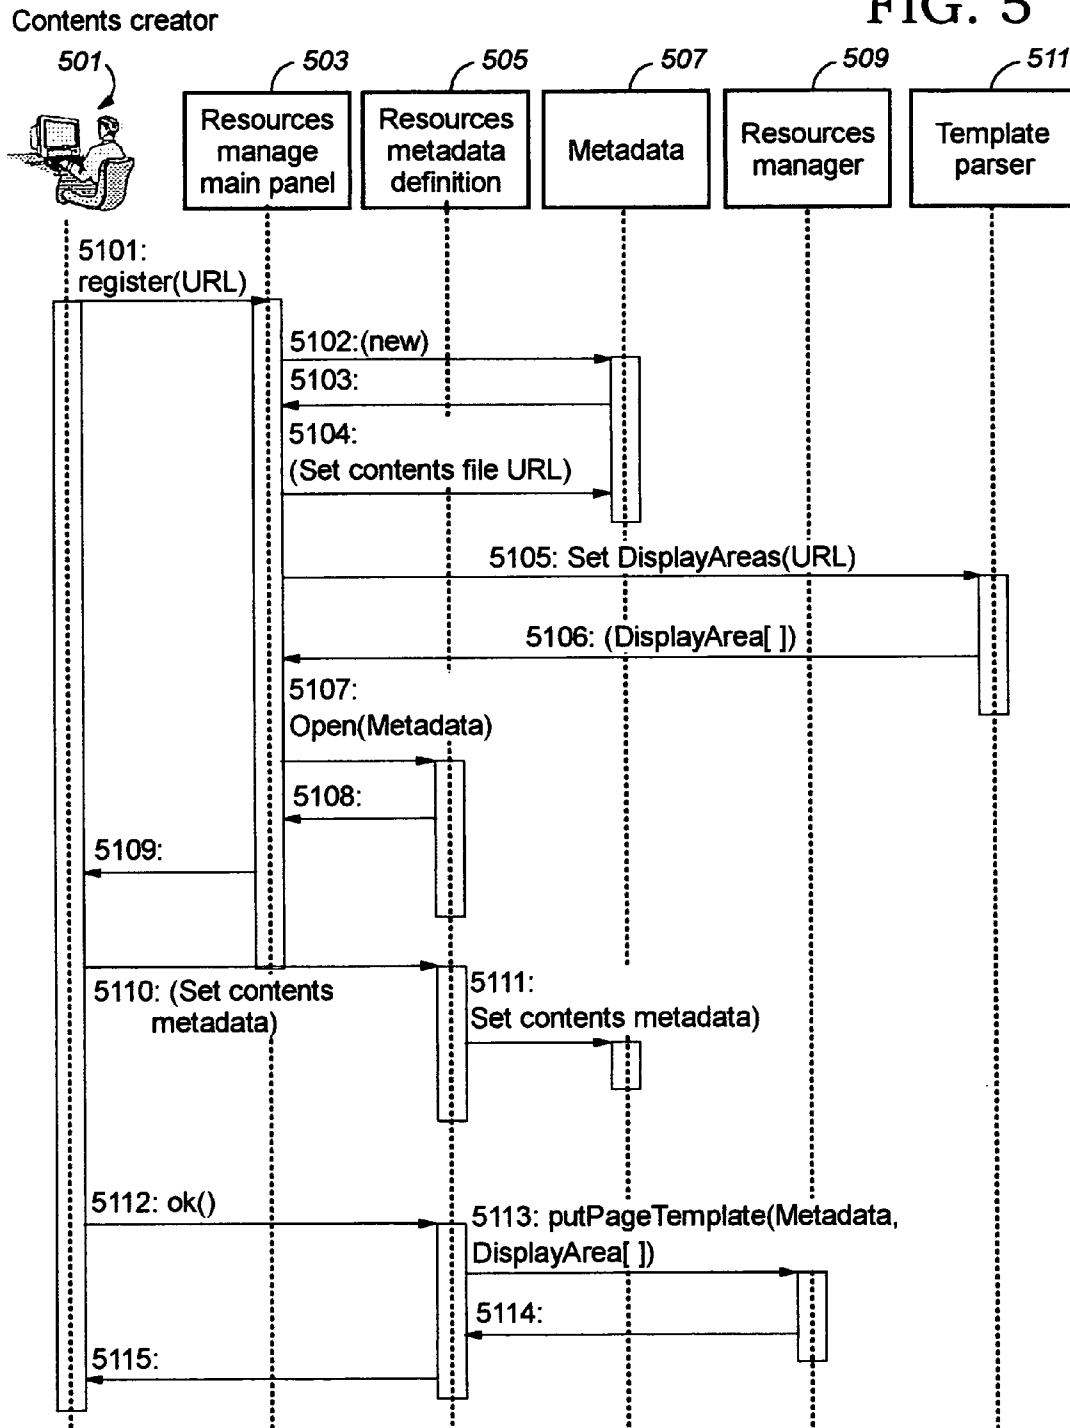 FIG. 5
Contents creator
501
503
505
507
509
511
Resources
manage
main panel
Resources
metadata
definition
Metadata
Resources
manager
Template
parser
5101:
register(URL)
5102:(new)
5103:
5104:
(Set contents file URL)
5105: Set DisplayAreas(URL)
5106: (DisplayArea[ ])
5107:
Open(Metadata)
5108:
5109:
5110: (Set contents
metadata)
5111:
Set contents metadata)
5112: ok()
5113: putPageTemplate(Metadata,
DisplayArea[ ])
5114:
5115: